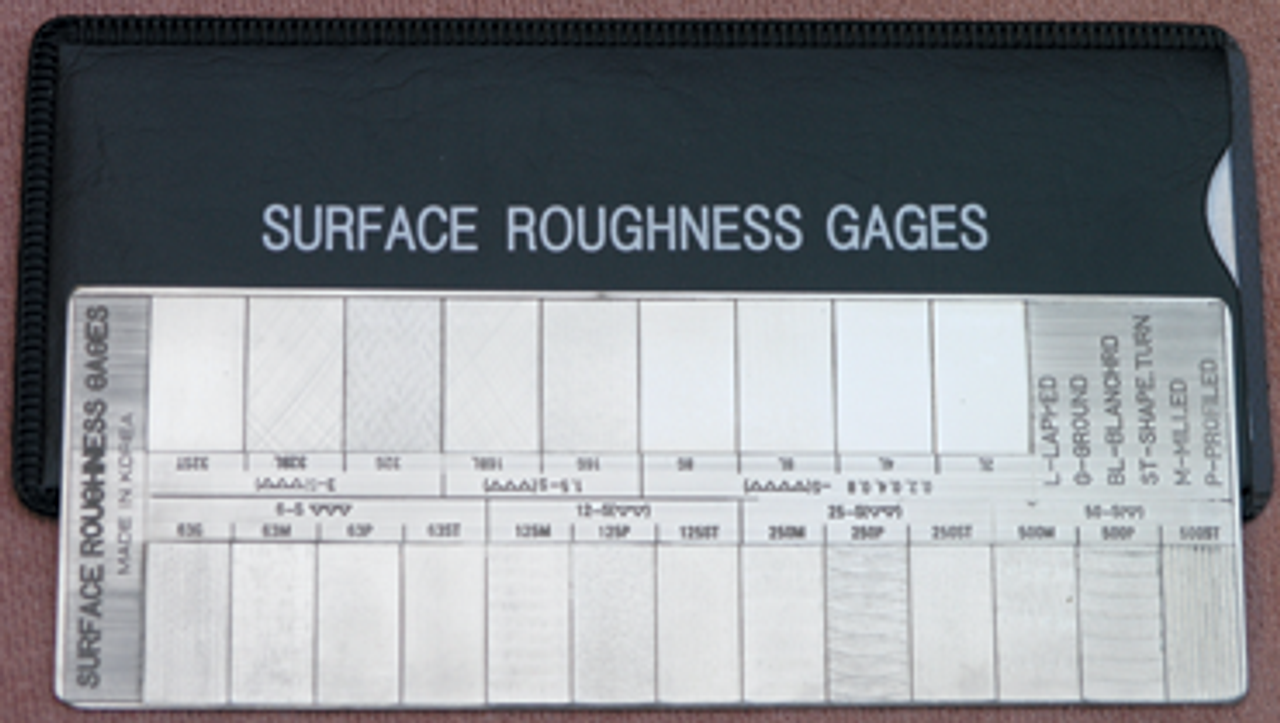 SURFACE ROUGHNESS GAGES
SURFACE ROUGHNESS GAGES
MADE IN KOREA
L-LAPPED
G-GROUND
BL-BLANCHRD
ST-SHAPE.TURN
M-MILLED
P-PROFILED
32ST 32BL 32G 16BL 16G 8G 8L 4L 2L
63G 63M 63P 63ST 125M 125P 125ST 250M 250P 250ST 500M 500P 500ST